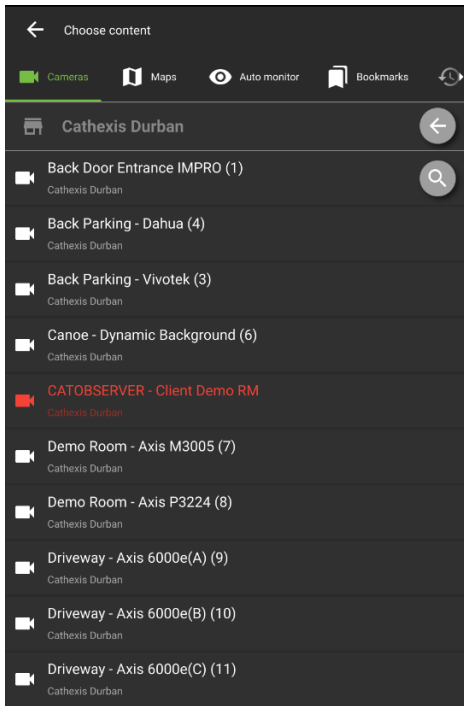 Choose content
Cameras Maps Auto monitor Bookmarks
Cathexis Durban
Back Door Entrance IMPRO (1)
Cathexis Durban
Back Parking - Dahua (4)
Cathexis Durban
Back Parking - Vivotek (3)
Cathexis Durban
Canoe - Dynamic Background (6)
Cathexis Durban
CATOBSERVER - Client Demo RM
Cathexis Durban
Demo Room - Axis M3005 (7)
Cathexis Durban
Demo Room - Axis P3224 (8)
Cathexis Durban
Driveway - Axis 6000e(A) (9)
Cathexis Durban
Driveway - Axis 6000e(B) (10)
Cathexis Durban
Driveway - Axis 6000e(C) (11)
Cathexis Durban